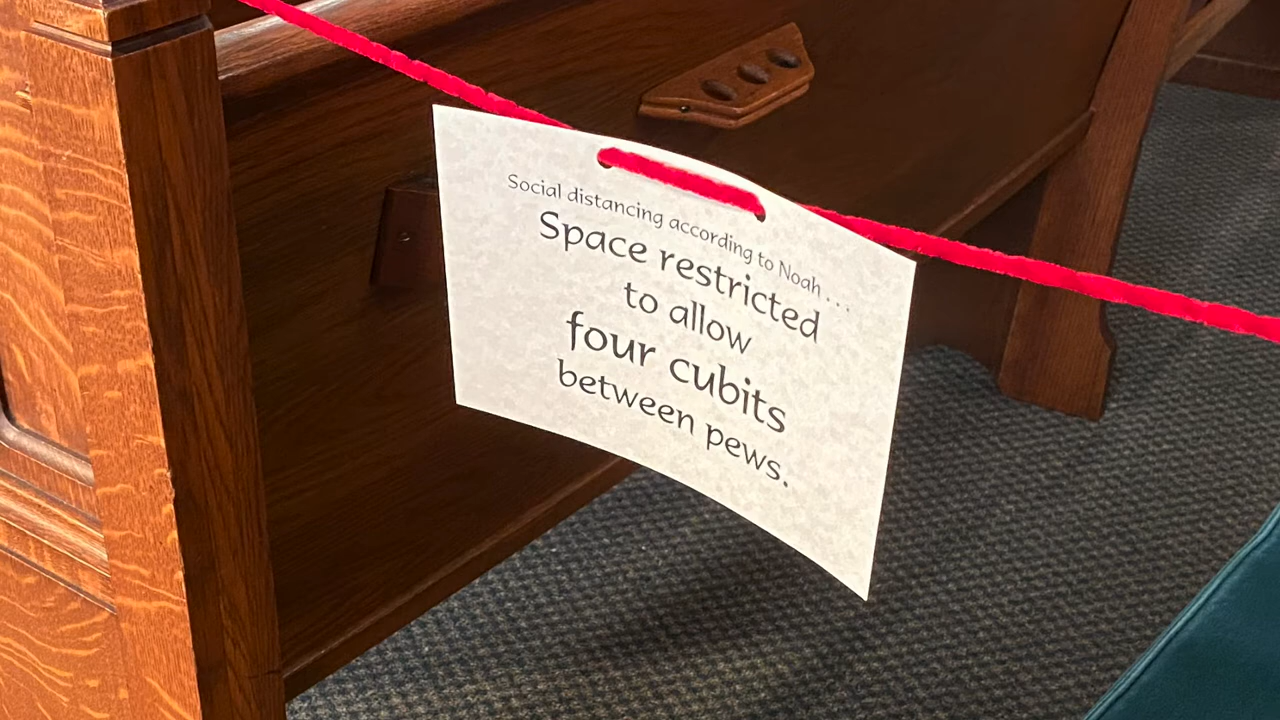 Social distancing according to Noah . . .
Space restricted
to allow
four cubits
between pews.